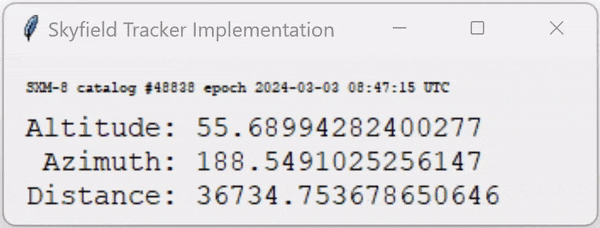 Skyfield Tracker Implementation
SXM-8 catalog #48838 epoch 2024-03-03 08:47:15 UTC
Altitude: 55.68994282400277
Azimuth: 188.5491025256147
Distance: 36734.753678650646